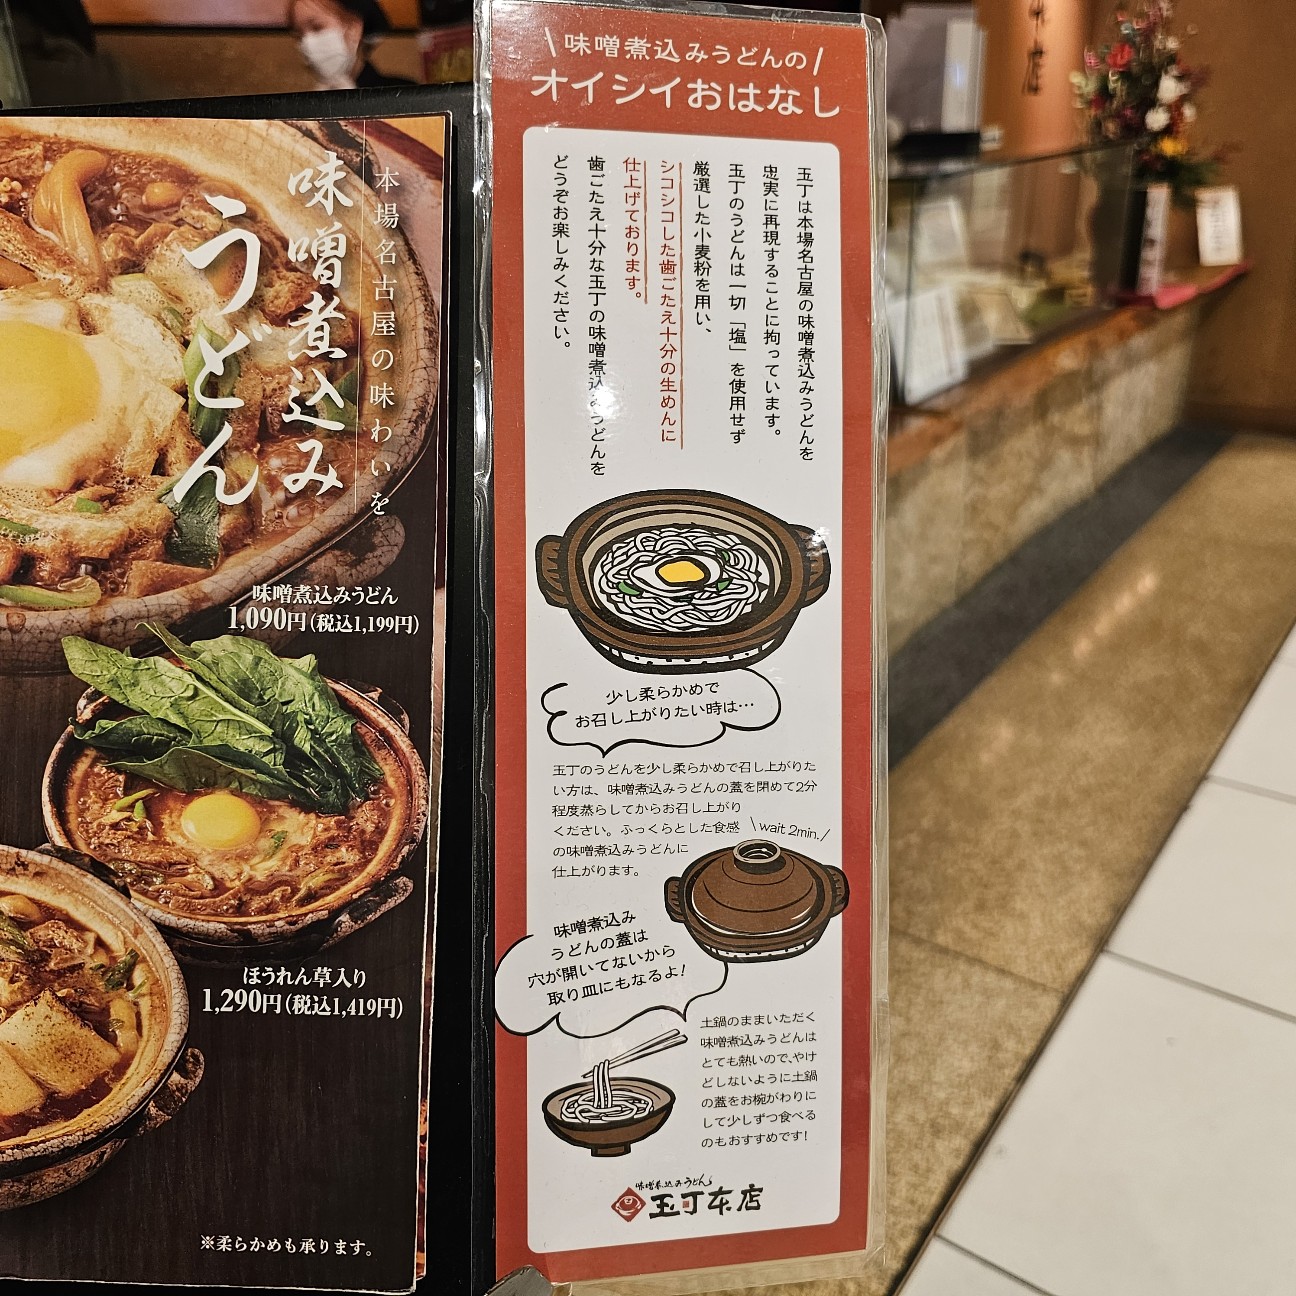 本場名古屋の味わいを
味噌煮込み
うどん
味噌煮込みうどん
1,090円(税込1,199円)
ほうれん草入り
1,290円(税込1,419円)
※柔らかめも承ります。
味噌煮込みうどんの
オイシイおはなし
玉丁は本場名古屋の味噌煮込みうどんを
忠実に再現することに拘っています。
玉丁のうどんは一切「塩」を使用せず
厳選した小麦粉を用い、
シコシコした歯ごたえ十分の生めんに
仕上げております。
歯ごたえ十分な玉丁の味噌煮込みうどんを
どうぞお楽しみください。
少し柔らかめで
お召し上がりたい時は…
玉丁のうどんを少し柔らかめで召し上がりた
い方は、味噌煮込みうどんの蓋を閉めて2分
程度蒸らしてからお召し上がり
ください。ふっくらとした食感
の味噌煮込みうどんに
仕上がります。
wait 2min.
味噌煮込み
うどんの蓋は
穴が開いてないから
取り皿にもなるよ!
土鍋のままいただく
味噌煮込みうどんは
とても熱いので、やけ
どしないように土鍋
の蓋をお椀がわりに
して少しずつ食べる
のもおすすめです!
味噌煮込みうどん
玉丁本店